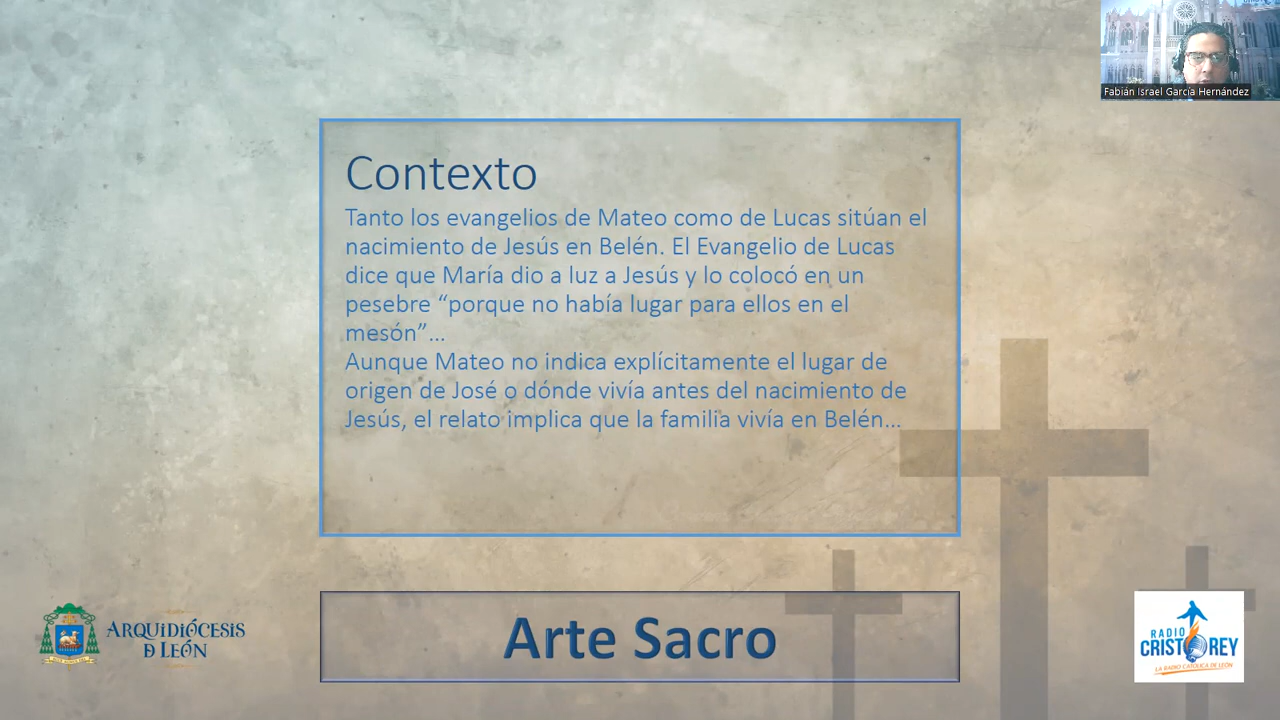 Fabián Israel García Hernández
Contexto
Tanto los evangelios de Mateo como de Lucas sitúan el
nacimiento de Jesús en Belén. El Evangelio de Lucas
dice que María dio a luz a Jesús y lo colocó en un
pesebre “porque no había lugar para ellos en el
mesón”...
Aunque Mateo no indica explícitamente el lugar de
origen de José o dónde vivía antes del nacimiento de
Jesús, el relato implica que la familia vivía en Belén...
Arte Sacro
ARQUIDIÓCESIS
D LEÓN
RADIO
CRISTO REY
LA RADIO CATÓLICA DE LEÓN